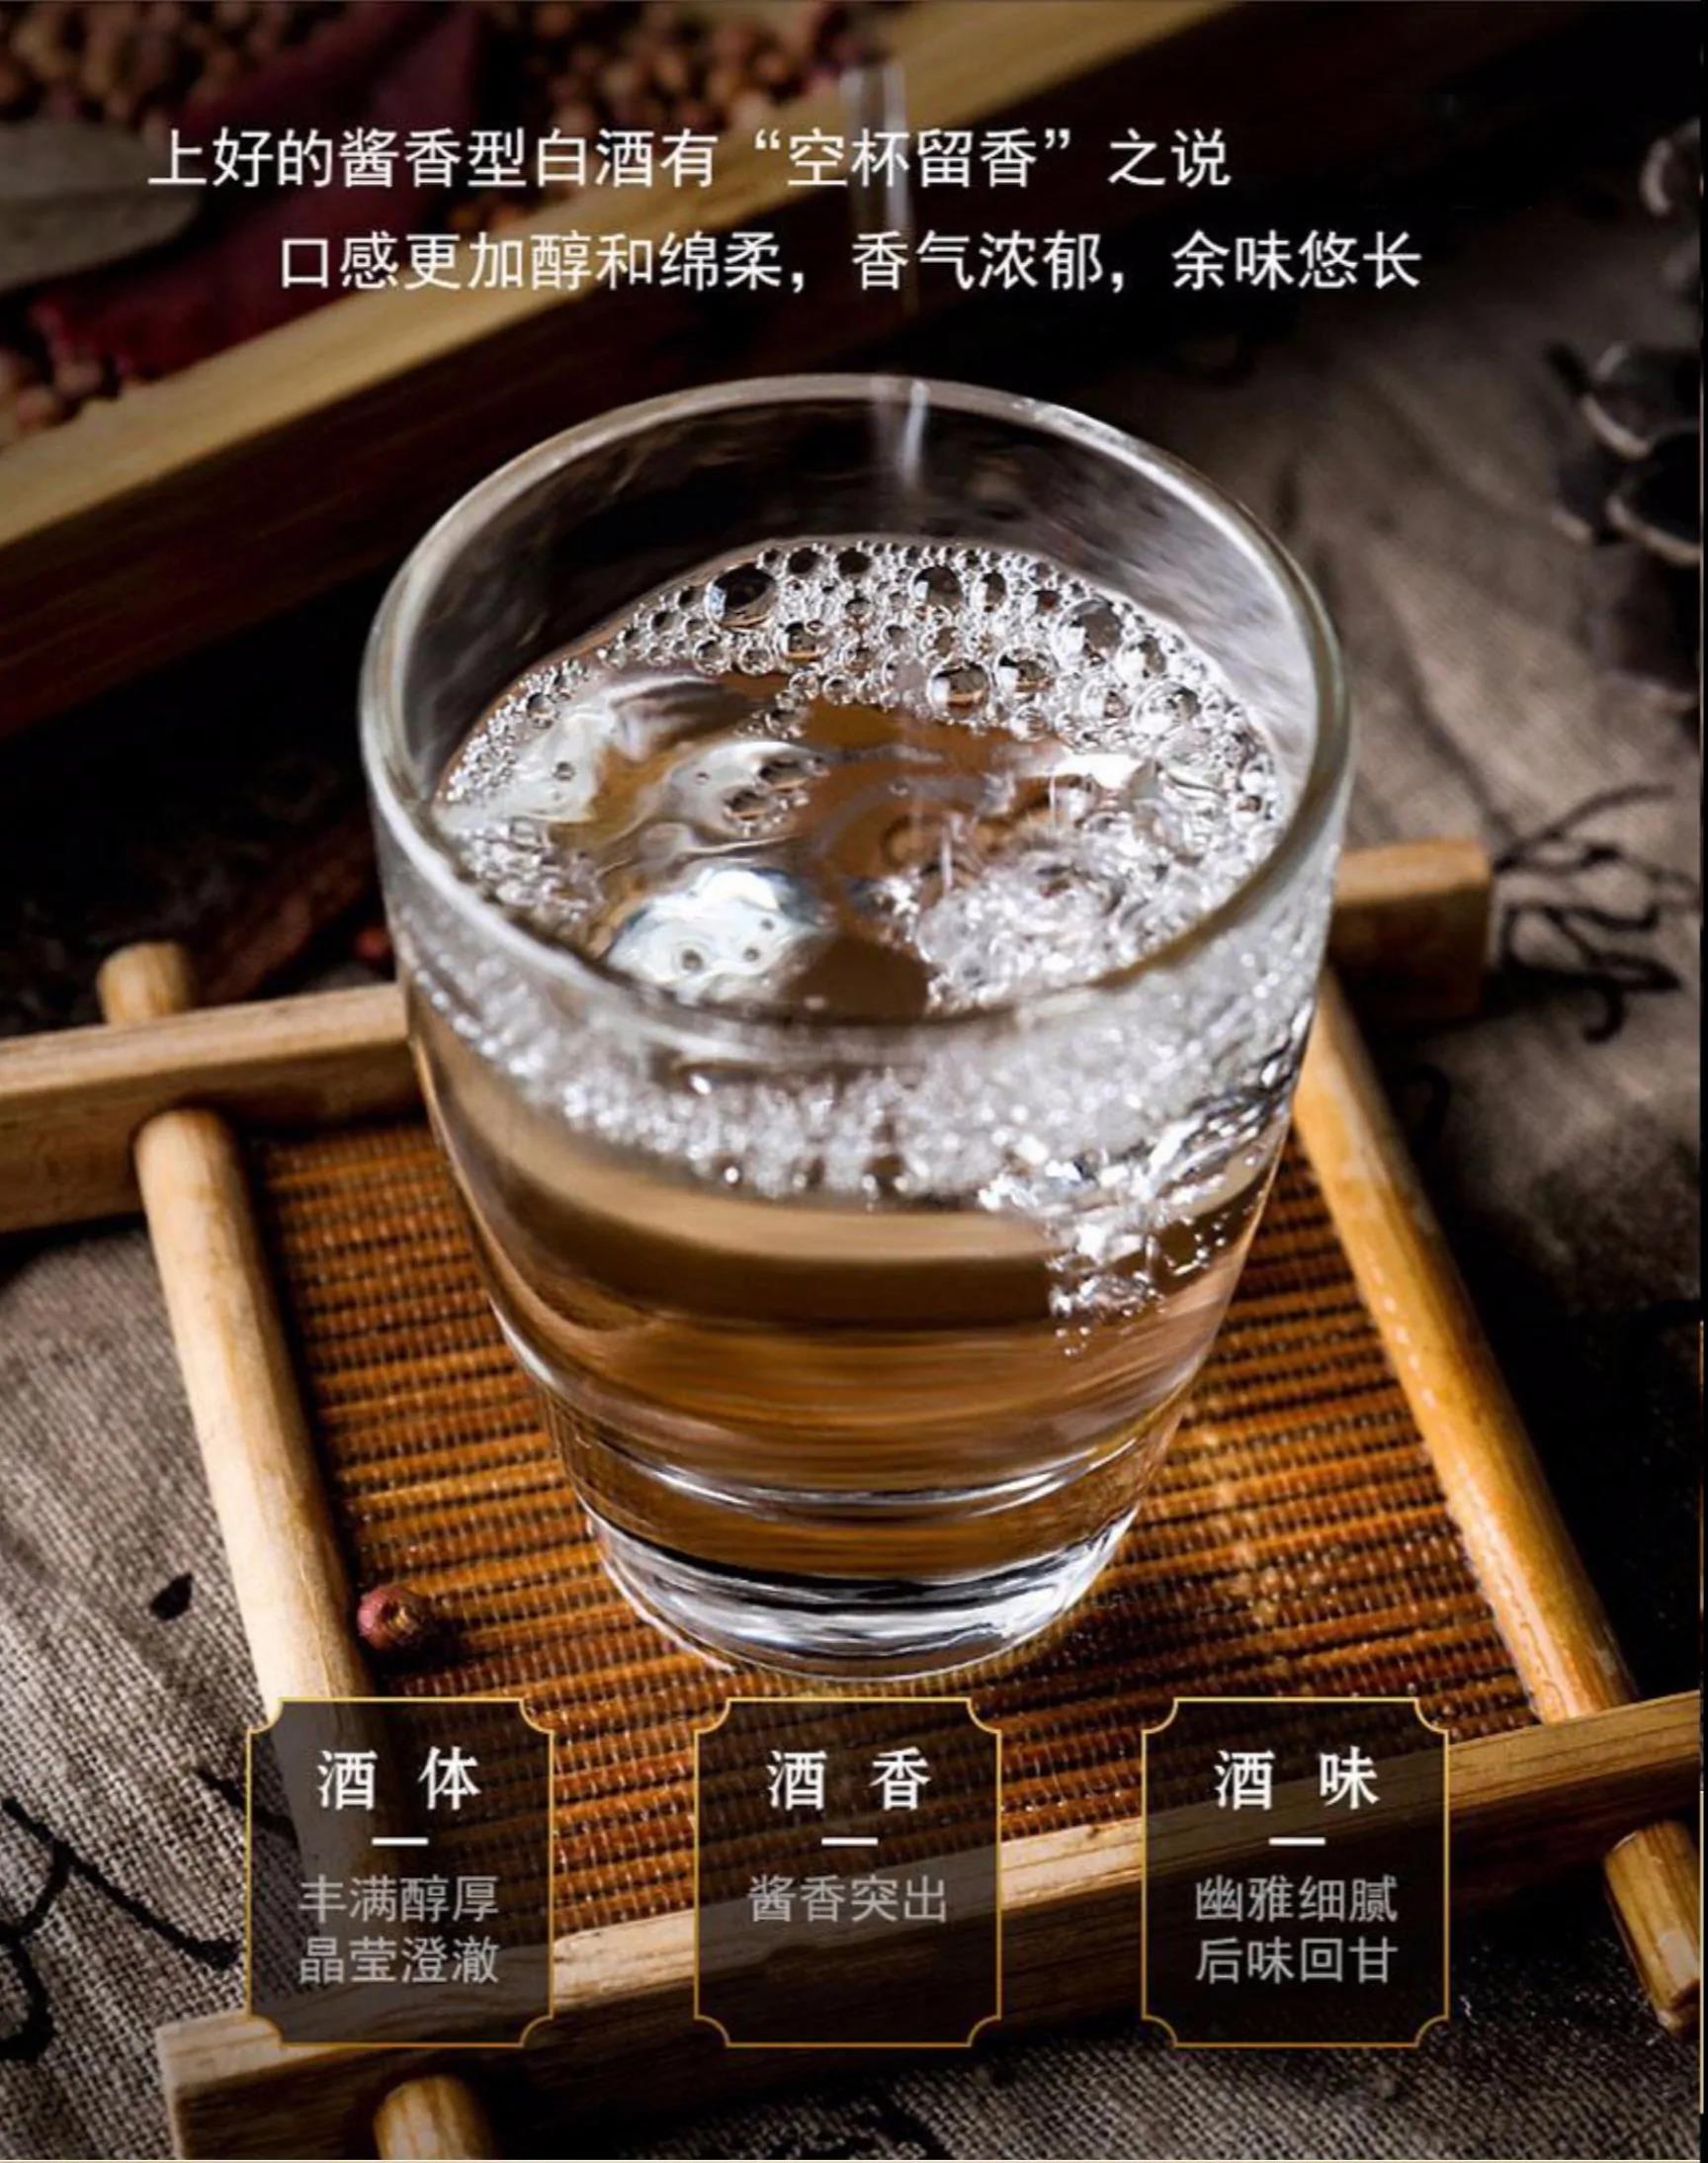 上好的酱香型白酒有“空杯留香”之说
口感更加醇和绵柔，香气浓郁，余味悠长
酒体
丰满醇厚
晶莹澄澈
酒香
酱香突出
酒味
幽雅细腻
后味回甘